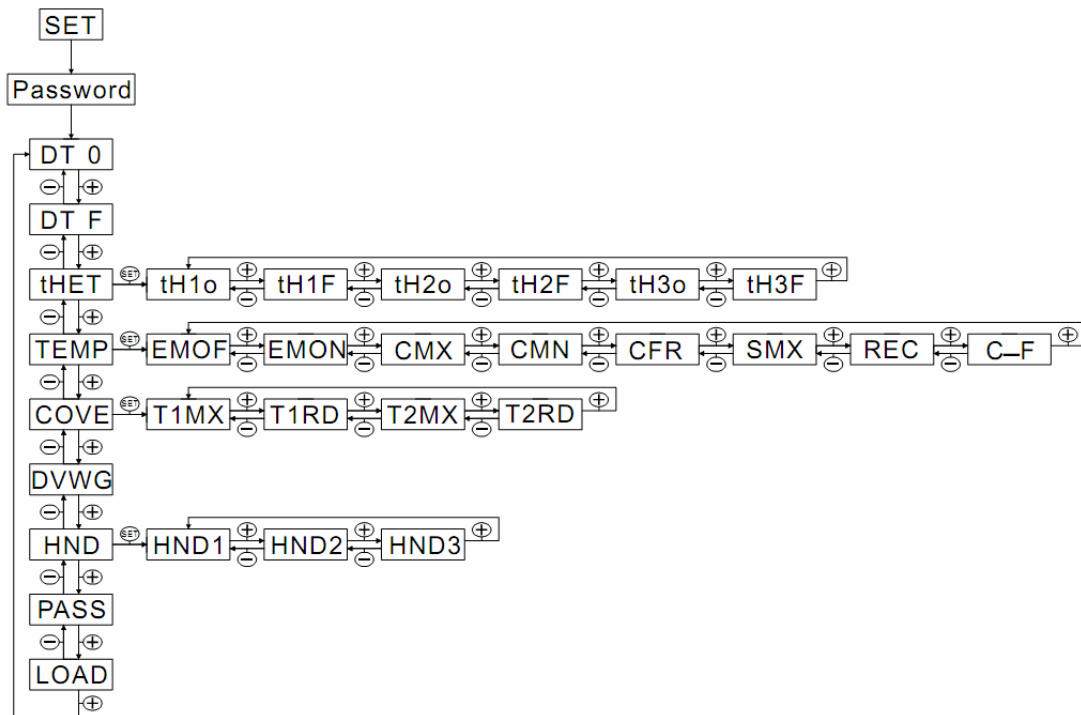 SET
Password
DT 0
- +
DT F
- +
tHET SET tH1o + - tH1F + - tH2o + - tH2F + - tH3o + - tH3F +
- +
TEMP SET EMOF + - EMON + - CMX + - CMN + - CFR + - SMX + - REC + - C_F +
- +
COVE SET T1MX + - T1RD + - T2MX + - T2RD +
- +
DVWG
- +
HND SET HND1 + - HND2 + - HND3 +
- +
PASS
- +
LOAD
+